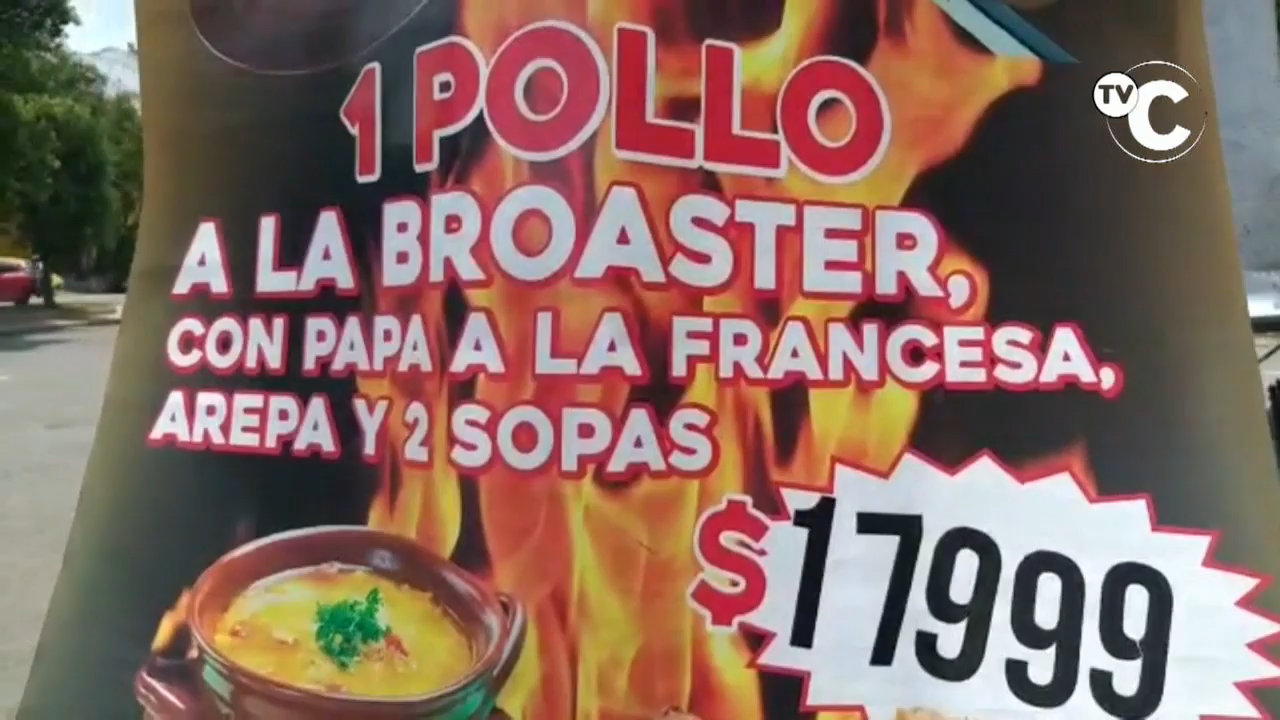 TV C
1 POLLO
A LA BROASTER,
CON PAPA A LA FRANCESA,
AREPA Y 2 SOPAS
$17999